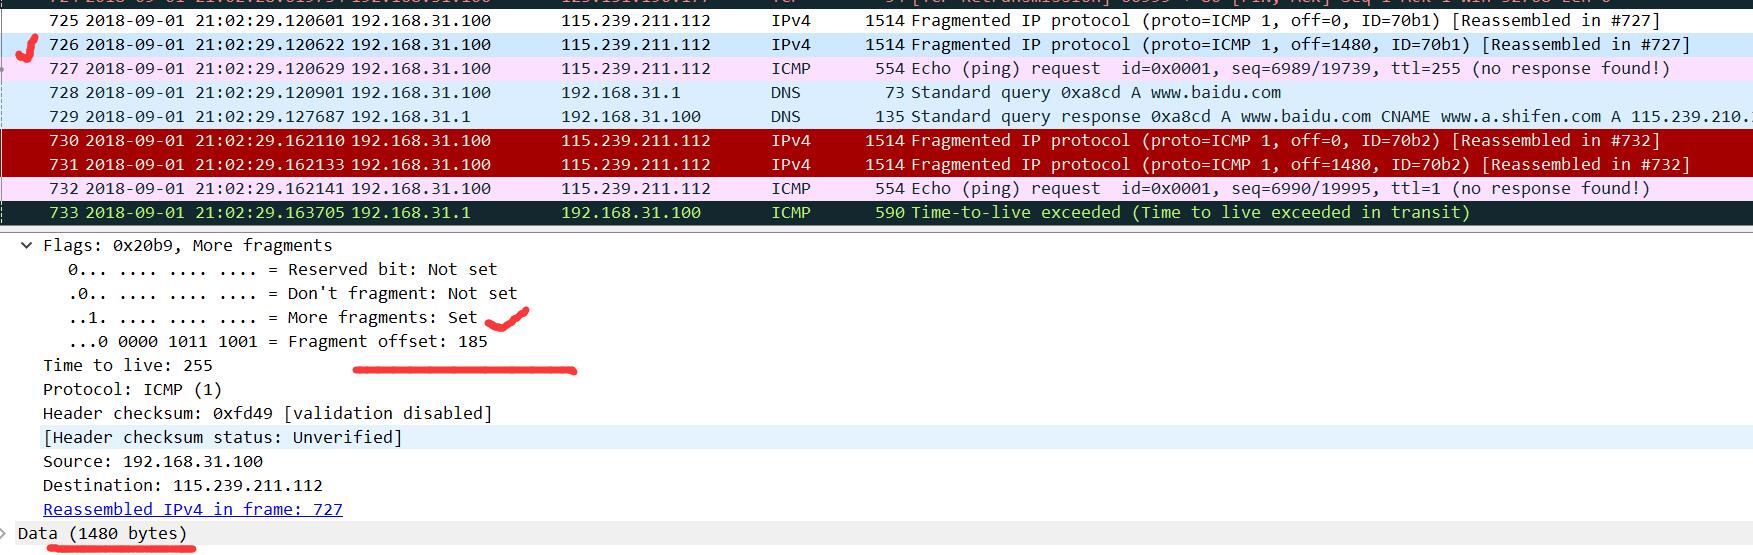 725 2018-09-01 21:02:29.120601 192.168.31.100 115.239.211.112 IPv4 1514 Fragmented IP protocol (proto=ICMP 1, off=0, ID=70b1) [Reassembled in #727]
726 2018-09-01 21:02:29.120622 192.168.31.100 115.239.211.112 IPv4 1514 Fragmented IP protocol (proto=ICMP 1, off=1480, ID=70b1) [Reassembled in #727]
727 2018-09-01 21:02:29.120629 192.168.31.100 115.239.211.112 ICMP 554 Echo (ping) request id=0x0001, seq=6989/19739, ttl=255 (no response found!)
728 2018-09-01 21:02:29.120901 192.168.31.100 192.168.31.1 DNS 73 Standard query 0xa8cd A www.baidu.com
729 2018-09-01 21:02:29.127687 192.168.31.1 192.168.31.100 DNS 135 Standard query response 0xa8cd A www.baidu.com CNAME www.a.shifen.com A 115.239.210.
730 2018-09-01 21:02:29.162110 192.168.31.100 115.239.211.112 IPv4 1514 Fragmented IP protocol (proto=ICMP 1, off=0, ID=70b2) [Reassembled in #732]
731 2018-09-01 21:02:29.162133 192.168.31.100 115.239.211.112 IPv4 1514 Fragmented IP protocol (proto=ICMP 1, off=1480, ID=70b2) [Reassembled in #732]
732 2018-09-01 21:02:29.162141 192.168.31.100 115.239.211.112 ICMP 554 Echo (ping) request id=0x0001, seq=6990/19995, ttl=1 (no response found!)
733 2018-09-01 21:02:29.163705 192.168.31.1 192.168.31.100 ICMP 590 Time-to-live exceeded (Time to live exceeded in transit)
Flags: 0x20b9, More fragments
0... .... .... .... = Reserved bit: Not set
.0.. .... .... .... = Don't fragment: Not set
..1. .... .... .... = More fragments: Set
...0 0000 1011 1001 = Fragment offset: 185
Time to live: 255
Protocol: ICMP (1)
Header checksum: 0xfd49 [validation disabled]
[Header checksum status: Unverified]
Source: 192.168.31.100
Destination: 115.239.211.112
Reassembled IPv4 in frame: 727
Data (1480 bytes)